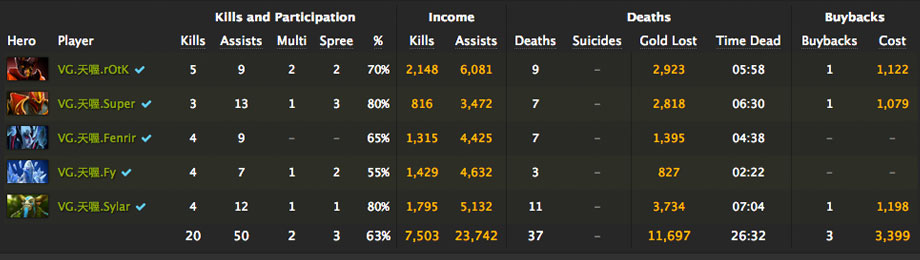 Kills and Participation Income Deaths Buybacks
Hero Player Kills Assists Multi Spree % Kills Assists Deaths Suicides Gold Lost Time Dead Buybacks Cost
VG.天喔.rOtK 5 9 2 2 70% 2,148 6,081 9 – 2,923 05:58 1 1,122
VG.天喔.Super 3 13 1 3 80% 816 3,472 7 – 2,818 06:30 1 1,079
VG.天喔.Fenrir 4 9 – – 65% 1,315 4,425 7 – 1,395 04:38
VG.天喔.Fy 4 7 1 2 55% 1,429 4,632 3 – 827 02:22
VG.天喔.Sylar 4 12 1 1 80% 1,795 5,132 11 – 3,734 07:04 1 1,198
20 50 2 3 63% 7,503 23,742 37 – 11,697 26:32 3 3,399